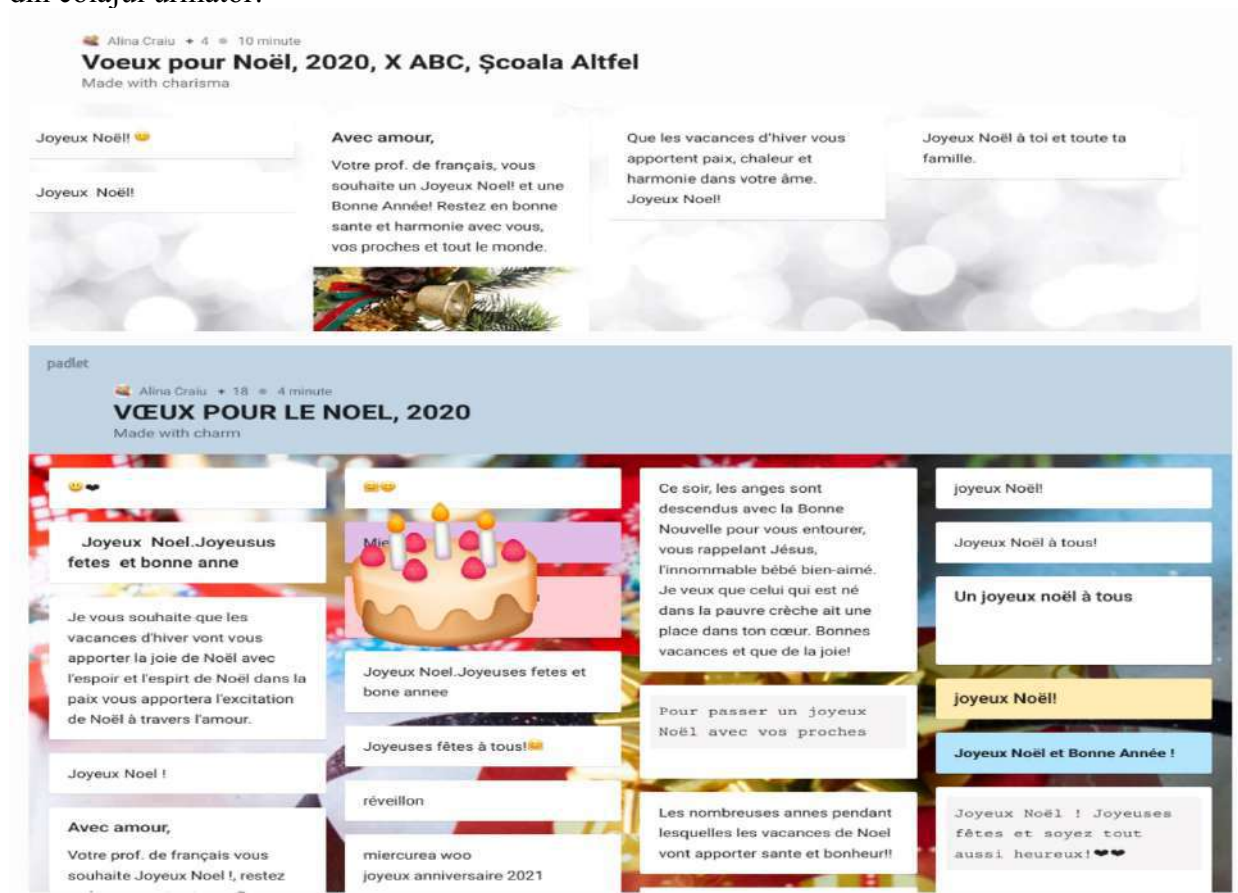 Alina Craiu + 4 • 10 minute
Voeux pour Noël, 2020, X ABC, Școala Altfel
Made with charisma
Joyeux Noël!
Joyeux Noël!
Avec amour,
Votre prof. de français, vous
souhaite un Joyeux Noel! et une
Bonne Année! Restez en bonne
sante et harmonie avec vous,
vos proches et tout le monde.
Que les vacances d'hiver vous
apportent paix, chaleur et
harmonie dans votre âme.
Joyeux Noel!
Joyeux Noël à toi et toute ta
famille.
padlet
Alina Craiu + 18 • 4 minute
VŒUX POUR LE NOEL, 2020
Made with charm
Joyeux Noel.Joyeusus
fetes et bonne anne
Je vous souhaite que les
vacances d'hiver vont vous
apporter la joie de Noël avec
l'espoir et l'espirt de Noël dans la
paix vous apportera l'excitation
de Noël à travers l'amour.
Joyeux Noel !
Avec amour,
Votre prof. de français vous
souhaite Joyeux Noel !, restez
Joyeux Noel.Joyeuses fetes et
bone annee
Joyeuses fêtes à tous!
réveillon
miercurea woo
joyeux anniversaire 2021
Ce soir, les anges sont
descendus avec la Bonne
Nouvelle pour vous entourer,
vous rappelant Jésus,
l'innommable bébé bien-aimé.
Je veux que celui qui est né
dans la pauvre crèche ait une
place dans ton cœur. Bonnes
vacances et que de la joie!
Pour passer un joyeux
Noël avec vos proches
Les nombreuses annes pendant
lesquelles les vacances de Noel
vont apporter sante et bonheur!!
joyeux Noël!
Joyeux Noël à tous!
Un joyeux noël à tous
joyeux Noël!
Joyeux Noël et Bonne Année !
Joyeux Noël ! Joyeuses
fêtes et soyez tout
aussi heureux!❤❤